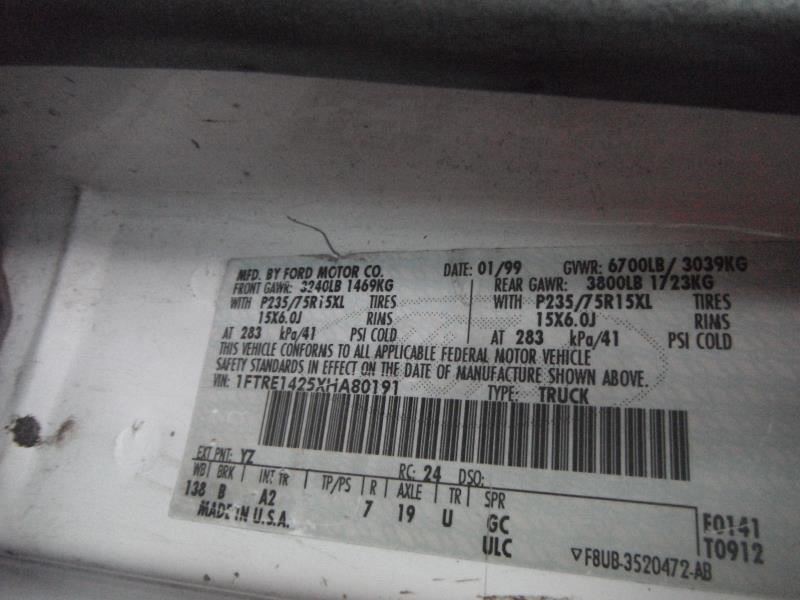 MFD. BY FORD MOTOR CO. DATE: 01/99 GVWR: 6700LB/ 3039KG
FRONT GAWR: 3240LB 1469KG REAR GAWR: 3800LB 1723KG
WITH P235/75R15XL TIRES WITH P235/75R15XL TIRES
15X6.0J RIMS 15X6.0J RIMS
AT 283 kPa/41 PSI COLD AT 283 kPa/41 PSI COLD
THIS VEHICLE CONFORMS TO ALL APPLICABLE FEDERAL MOTOR VEHICLE
SAFETY STANDARDS IN EFFECT ON THE DATE OF MANUFACTURE SHOWN ABOVE.
VIN: 1FTRE1425XHA80191 TYPE: TRUCK
EXT PNT: YZ RC: 24 DSO:
WB BRK INT TR TP/PS R AXLE TR SPR
138 B A2 7 19 U GC F0141
MADE IN U.S.A. ULC T0912
▽F8UB-3520472-AB